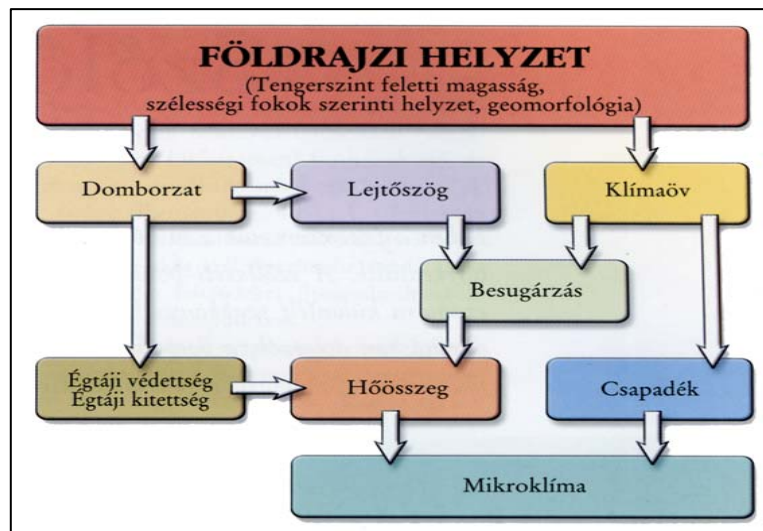 FÖLDRAJZI HELYZET
(Tengerszint feletti magasság,
szélességi fokok szerinti helyzet, geomorfológia)
Domborzat
Lejtőszög
Klímaöv
Besugárzás
Égtáji védettség
Égtáji kitettség
Hőösszeg
Csapadék
Mikroklíma